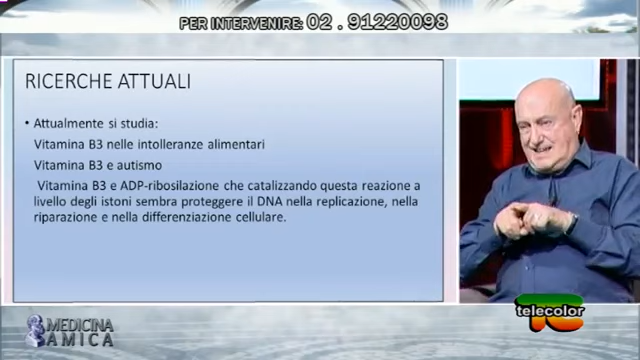 PER INTERVENIRE: 02 . 91220098
RICERCHE ATTUALI
• Attualmente si studia:
Vitamina B3 nelle intolleranze alimentari
Vitamina B3 e autismo
Vitamina B3 e ADP-ribosilazione che catalizzando questa reazione a
livello degli istoni sembra proteggere il DNA nella replicazione, nella
riparazione e nella differenziazione cellulare.
MEDICINA
AMICA
telecolor